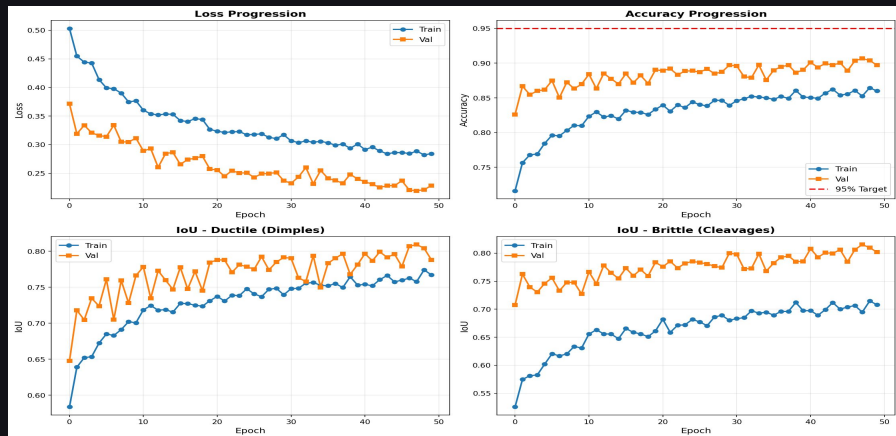 Loss Progression
Train
Val
0.50
0.45
0.40
0.35
0.30
0.25
Loss
0 10 20 30 40 50
Epoch
Accuracy Progression
0.95
0.90
0.85
0.80
0.75
Accuracy
Train
Val
95% Target
0 10 20 30 40 50
Epoch
IoU - Ductile (Dimples)
Train
Val
0.80
0.75
0.70
0.65
0.60
IoU
0 10 20 30 40 50
Epoch
IoU - Brittle (Cleavages)
Train
Val
0.80
0.75
0.70
0.65
0.60
0.55
IoU
0 10 20 30 40 50
Epoch